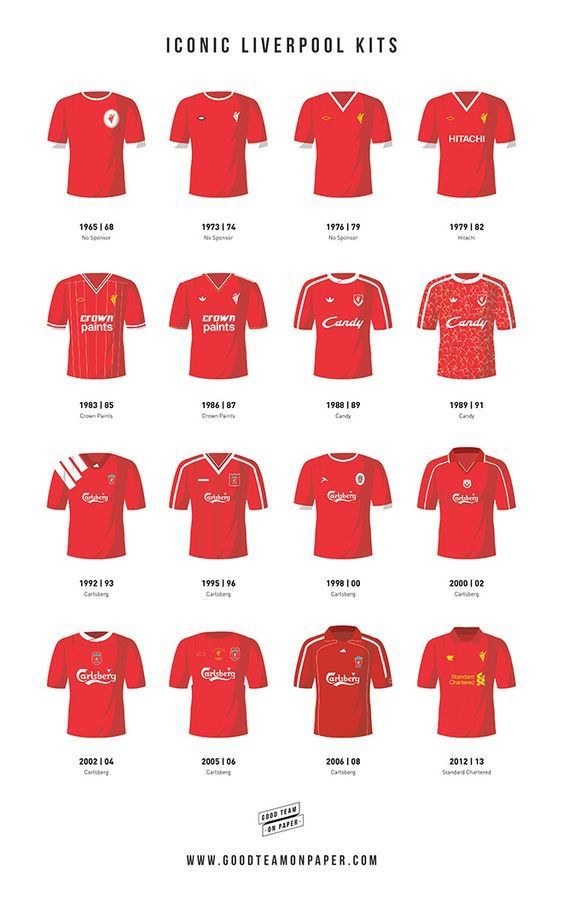 ICONIC LIVERPOOL KITS
1965 | 68
No Sponsor
1973 | 74
No Sponsor
1976 | 79
No Sponsor
HITACHI
1979 | 82
Hitachi
crown
paints
1983 | 85
Crown Paints
crown
paints
1986 | 87
Crown Paints
Candy
1988 | 89
Candy
Candy
1989 | 91
Candy
Carlsberg
1992 | 93
Carlsberg
Carlsberg
1995 | 96
Carlsberg
Carlsberg
1998 | 00
Carlsberg
Carlsberg
2000 | 02
Carlsberg
Carlsberg
2002 | 04
Carlsberg
Carlsberg
2005 | 06
Carlsberg
Carlsberg
2006 | 08
Carlsberg
Standard
Chartered
2012 | 13
Standard Chartered
GOOD TEAM
ON PAPER
WWW.GOODTEAMONPAPER.COM